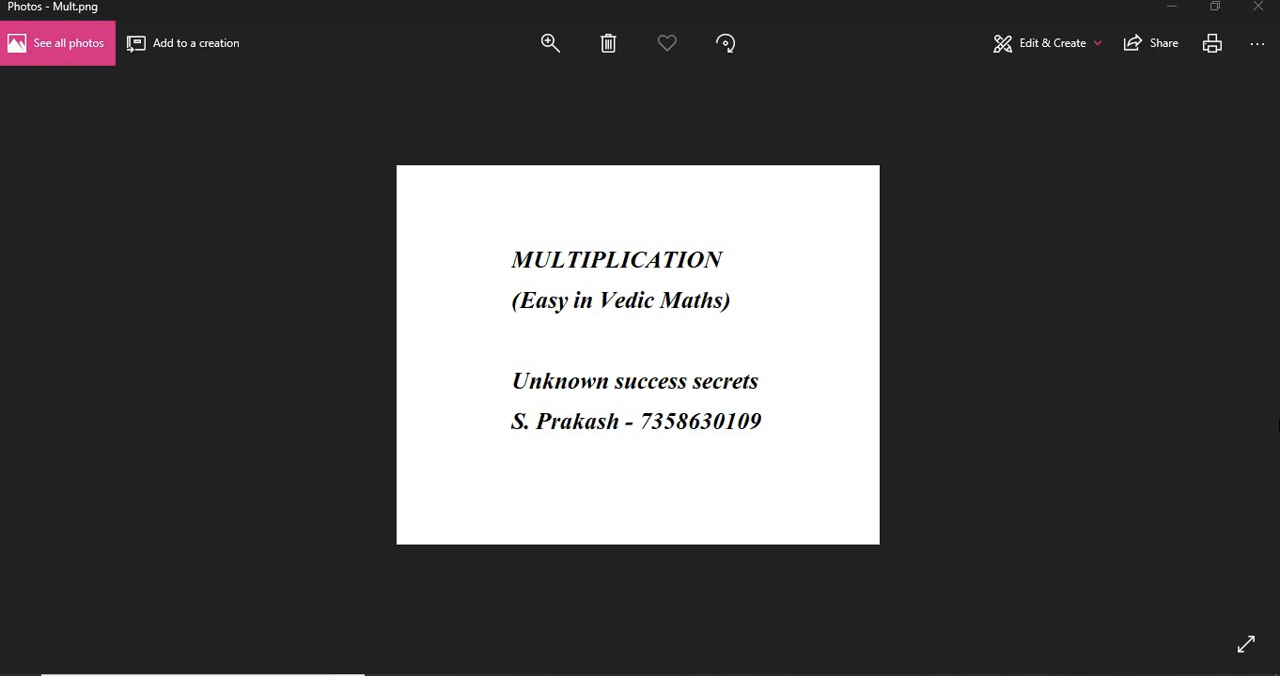 Photos - Mult.png
See all photos
Add to a creation
Edit & Create
Share
MULTIPLICATION
(Easy in Vedic Maths)
Unknown success secrets
S. Prakash - 7358630109